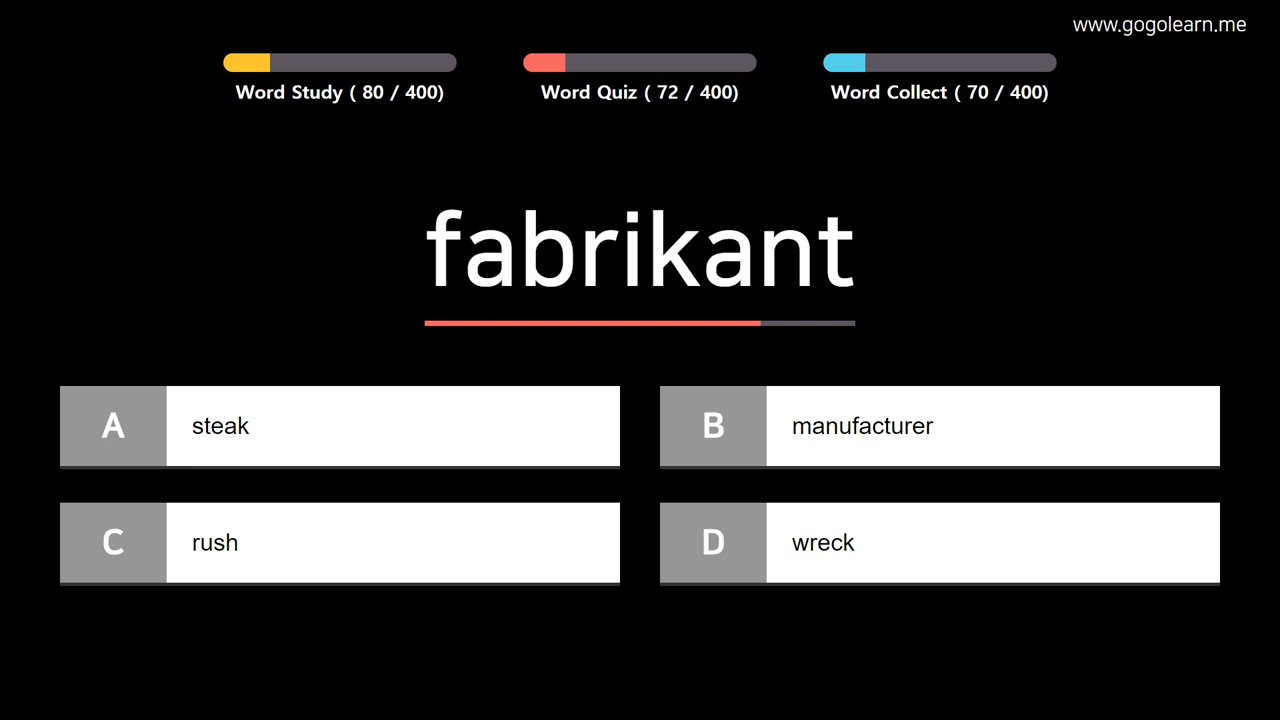 www.gogolearn.me
Word Study ( 80 / 400)
Word Quiz ( 72 / 400)
Word Collect ( 70 / 400)
fabrikant
A steak
B manufacturer
C rush
D wreck